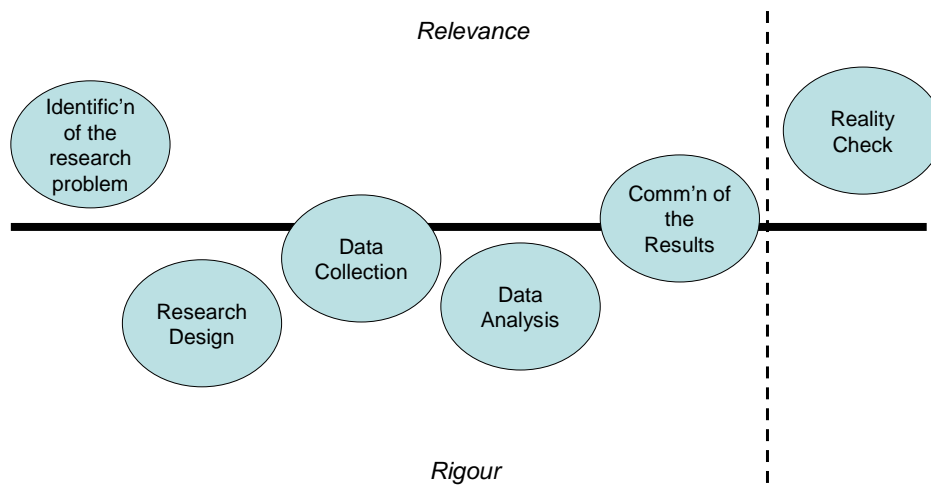 Relevance
Identific’n
of the
research
problem
Reality
Check
Comm’n of
the
Results
Data
Collection
Research
Design
Data
Analysis
Rigour